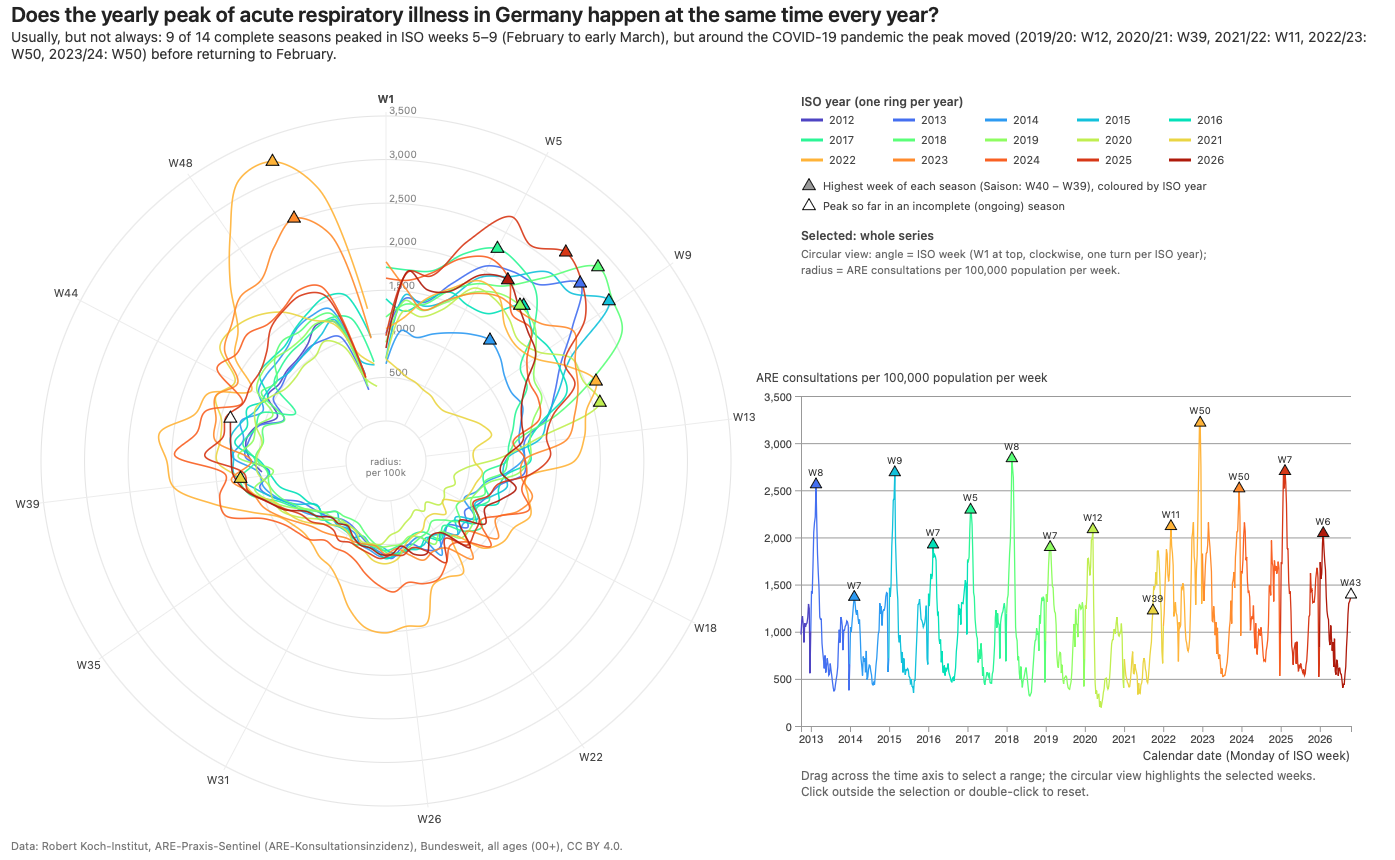 Does the yearly peak of acute respiratory illness in Germany happen at the same time every year?
Usually, but not always: 9 of 14 complete seasons peaked in ISO weeks 5–9 (February to early March), but around the COVID-19 pandemic the peak moved (2019/20: W12, 2020/21: W39, 2021/22: W11, 2022/23:
W50, 2023/24: W50) before returning to February.
W1
3,500
3,000
2,500
2,000
1,500
1,000
500
W5
W9
W13
W18
W22
W26
W31
W35
W39
W44
W48
radius:
per 100k
ISO year (one ring per year)
2012 2013 2014 2015 2016
2017 2018 2019 2020 2021
2022 2023 2024 2025 2026
Highest week of each season (Saison: W40 – W39), coloured by ISO year
Peak so far in an incomplete (ongoing) season
Selected: whole series
Circular view: angle = ISO week (W1 at top, clockwise, one turn per ISO year);
radius = ARE consultations per 100,000 population per week.
ARE consultations per 100,000 population per week
3,500
3,000
2,500
2,000
1,500
1,000
500
0
W8
W7
W9
W7
W5
W8
W7
W12
W39
W11
W50
W50
W7
W6
W43
2013 2014 2015 2016 2017 2018 2019 2020 2021 2022 2023 2024 2025 2026
Calendar date (Monday of ISO week)
Drag across the time axis to select a range; the circular view highlights the selected weeks.
Click outside the selection or double-click to reset.
Data: Robert Koch-Institut, ARE-Praxis-Sentinel (ARE-Konsultationsinzidenz), Bundesweit, all ages (00+), CC BY 4.0.